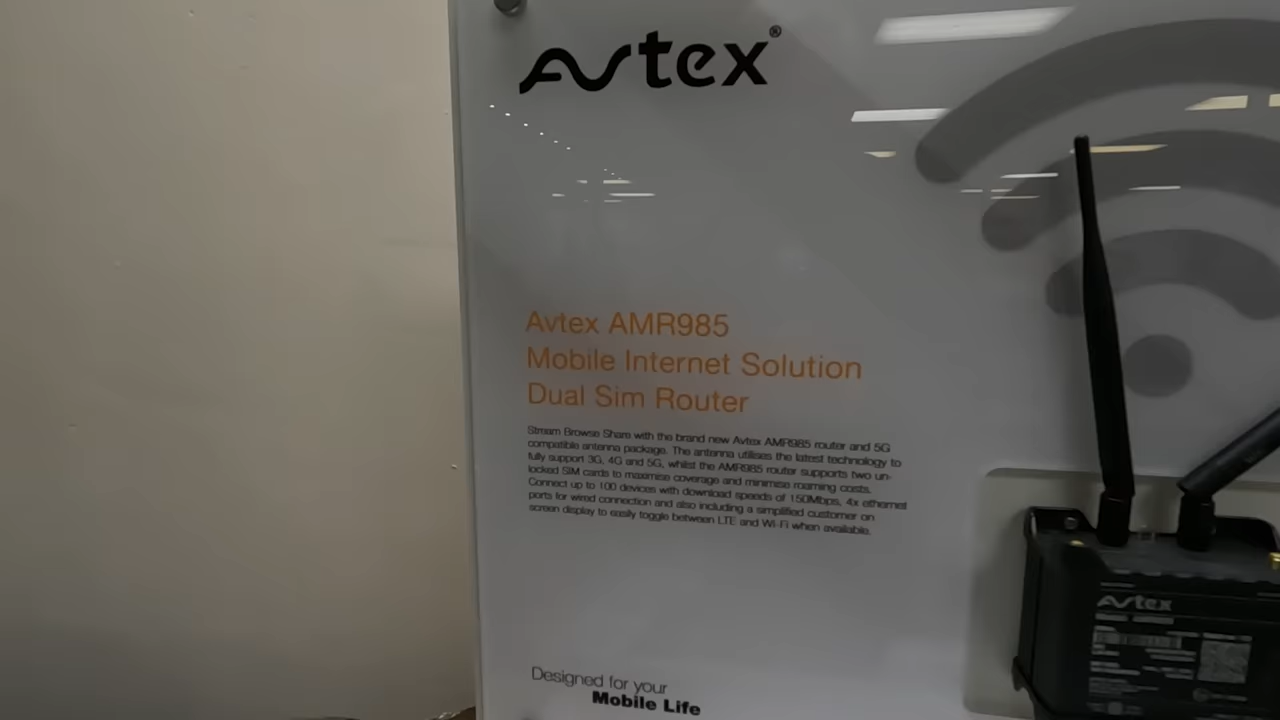 Avtex®
Avtex AMR985
Mobile Internet Solution
Dual Sim Router
Stream Browse Share with the brand new Avtex AMR985 router and 5G
compatible antenna package. The antenna utilises the latest technology to
fully support 3G, 4G and 5G, whilst the AMR985 router supports two un-
locked SIM cards to maximise coverage and minimise roaming costs.
Connect up to 100 devices with download speeds of 150Mbps, 4x ethernet
ports for wired connection and also including a simplified customer on
screen display to easily toggle between LTE and Wi-Fi when available.
Designed for your
Mobile Life
Avtex